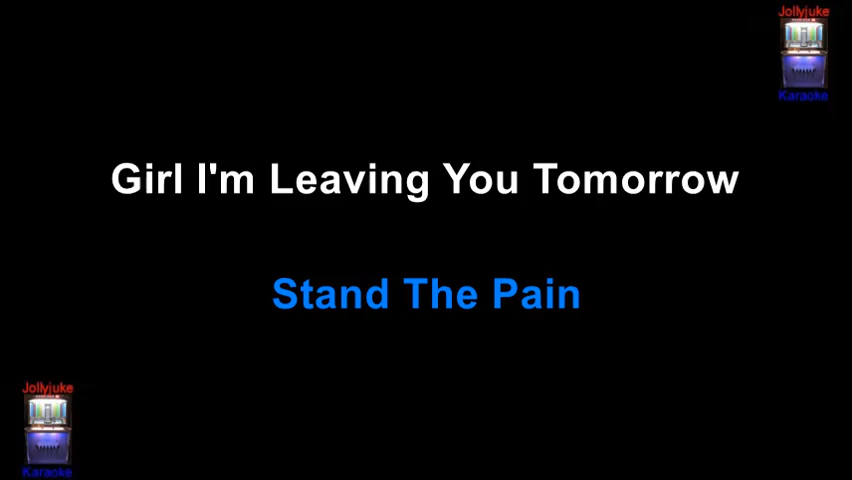 Jollyjuke
Karaoke
Girl I'm Leaving You Tomorrow
Stand The Pain
Jollyjuke
Karaoke